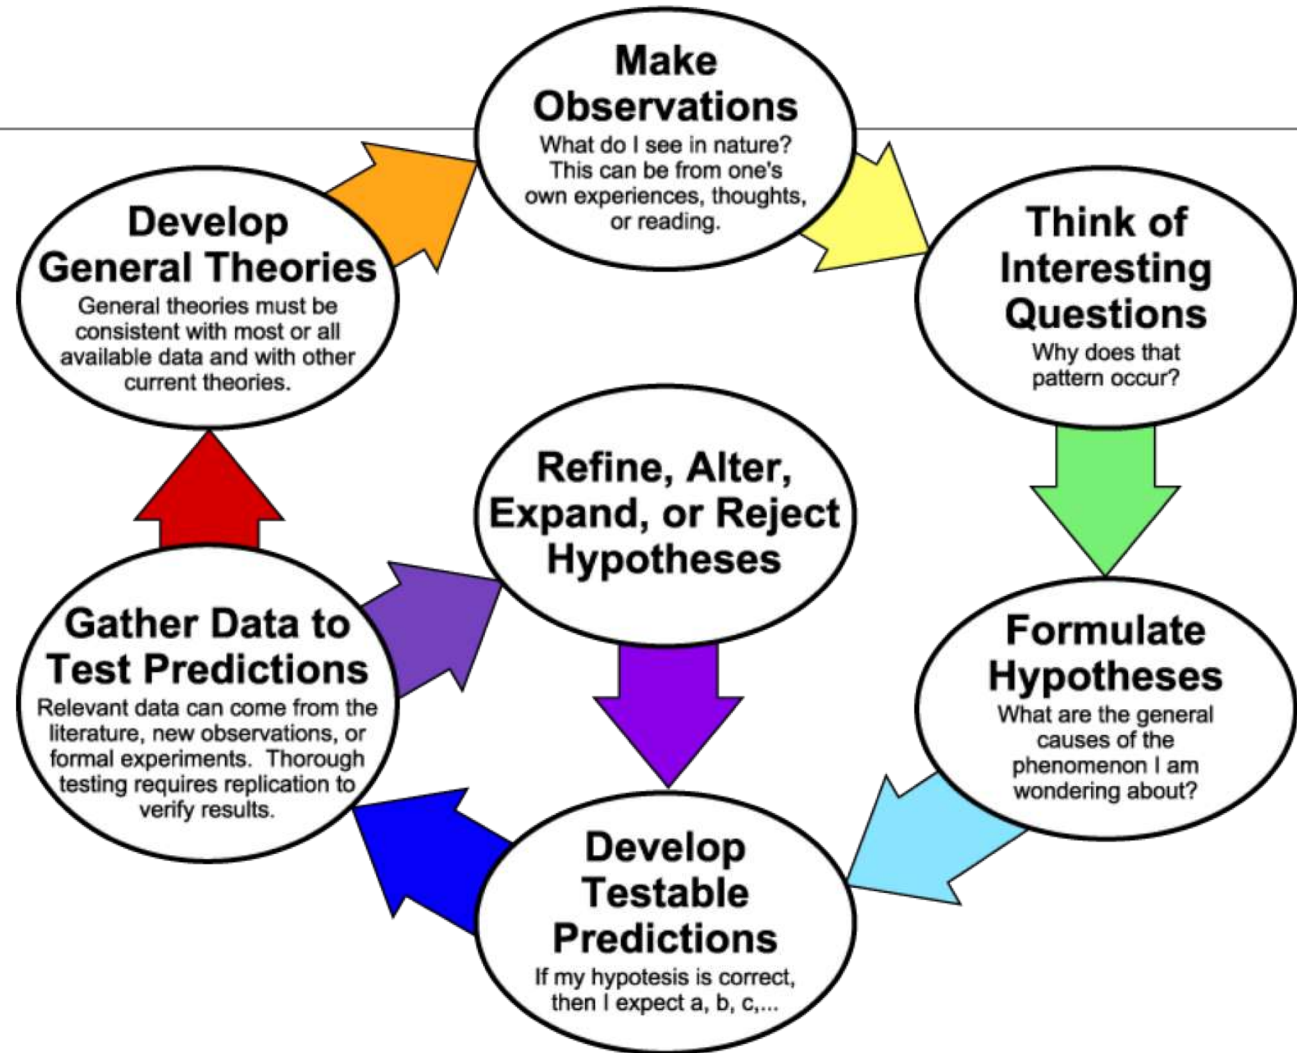 Make
Observations
What do I see in nature?
This can be from one's
own experiences, thoughts,
or reading.
Think of
Interesting
Questions
Why does that
pattern occur?
Formulate
Hypotheses
What are the general
causes of the
phenomenon I am
wondering about?
Develop
Testable
Predictions
If my hypotesis is correct,
then I expect a, b, c,...
Gather Data to
Test Predictions
Relevant data can come from the
literature, new observations, or
formal experiments. Thorough
testing requires replication to
verify results.
Refine, Alter,
Expand, or Reject
Hypotheses
Develop
General Theories
General theories must be
consistent with most or all
available data and with other
current theories.